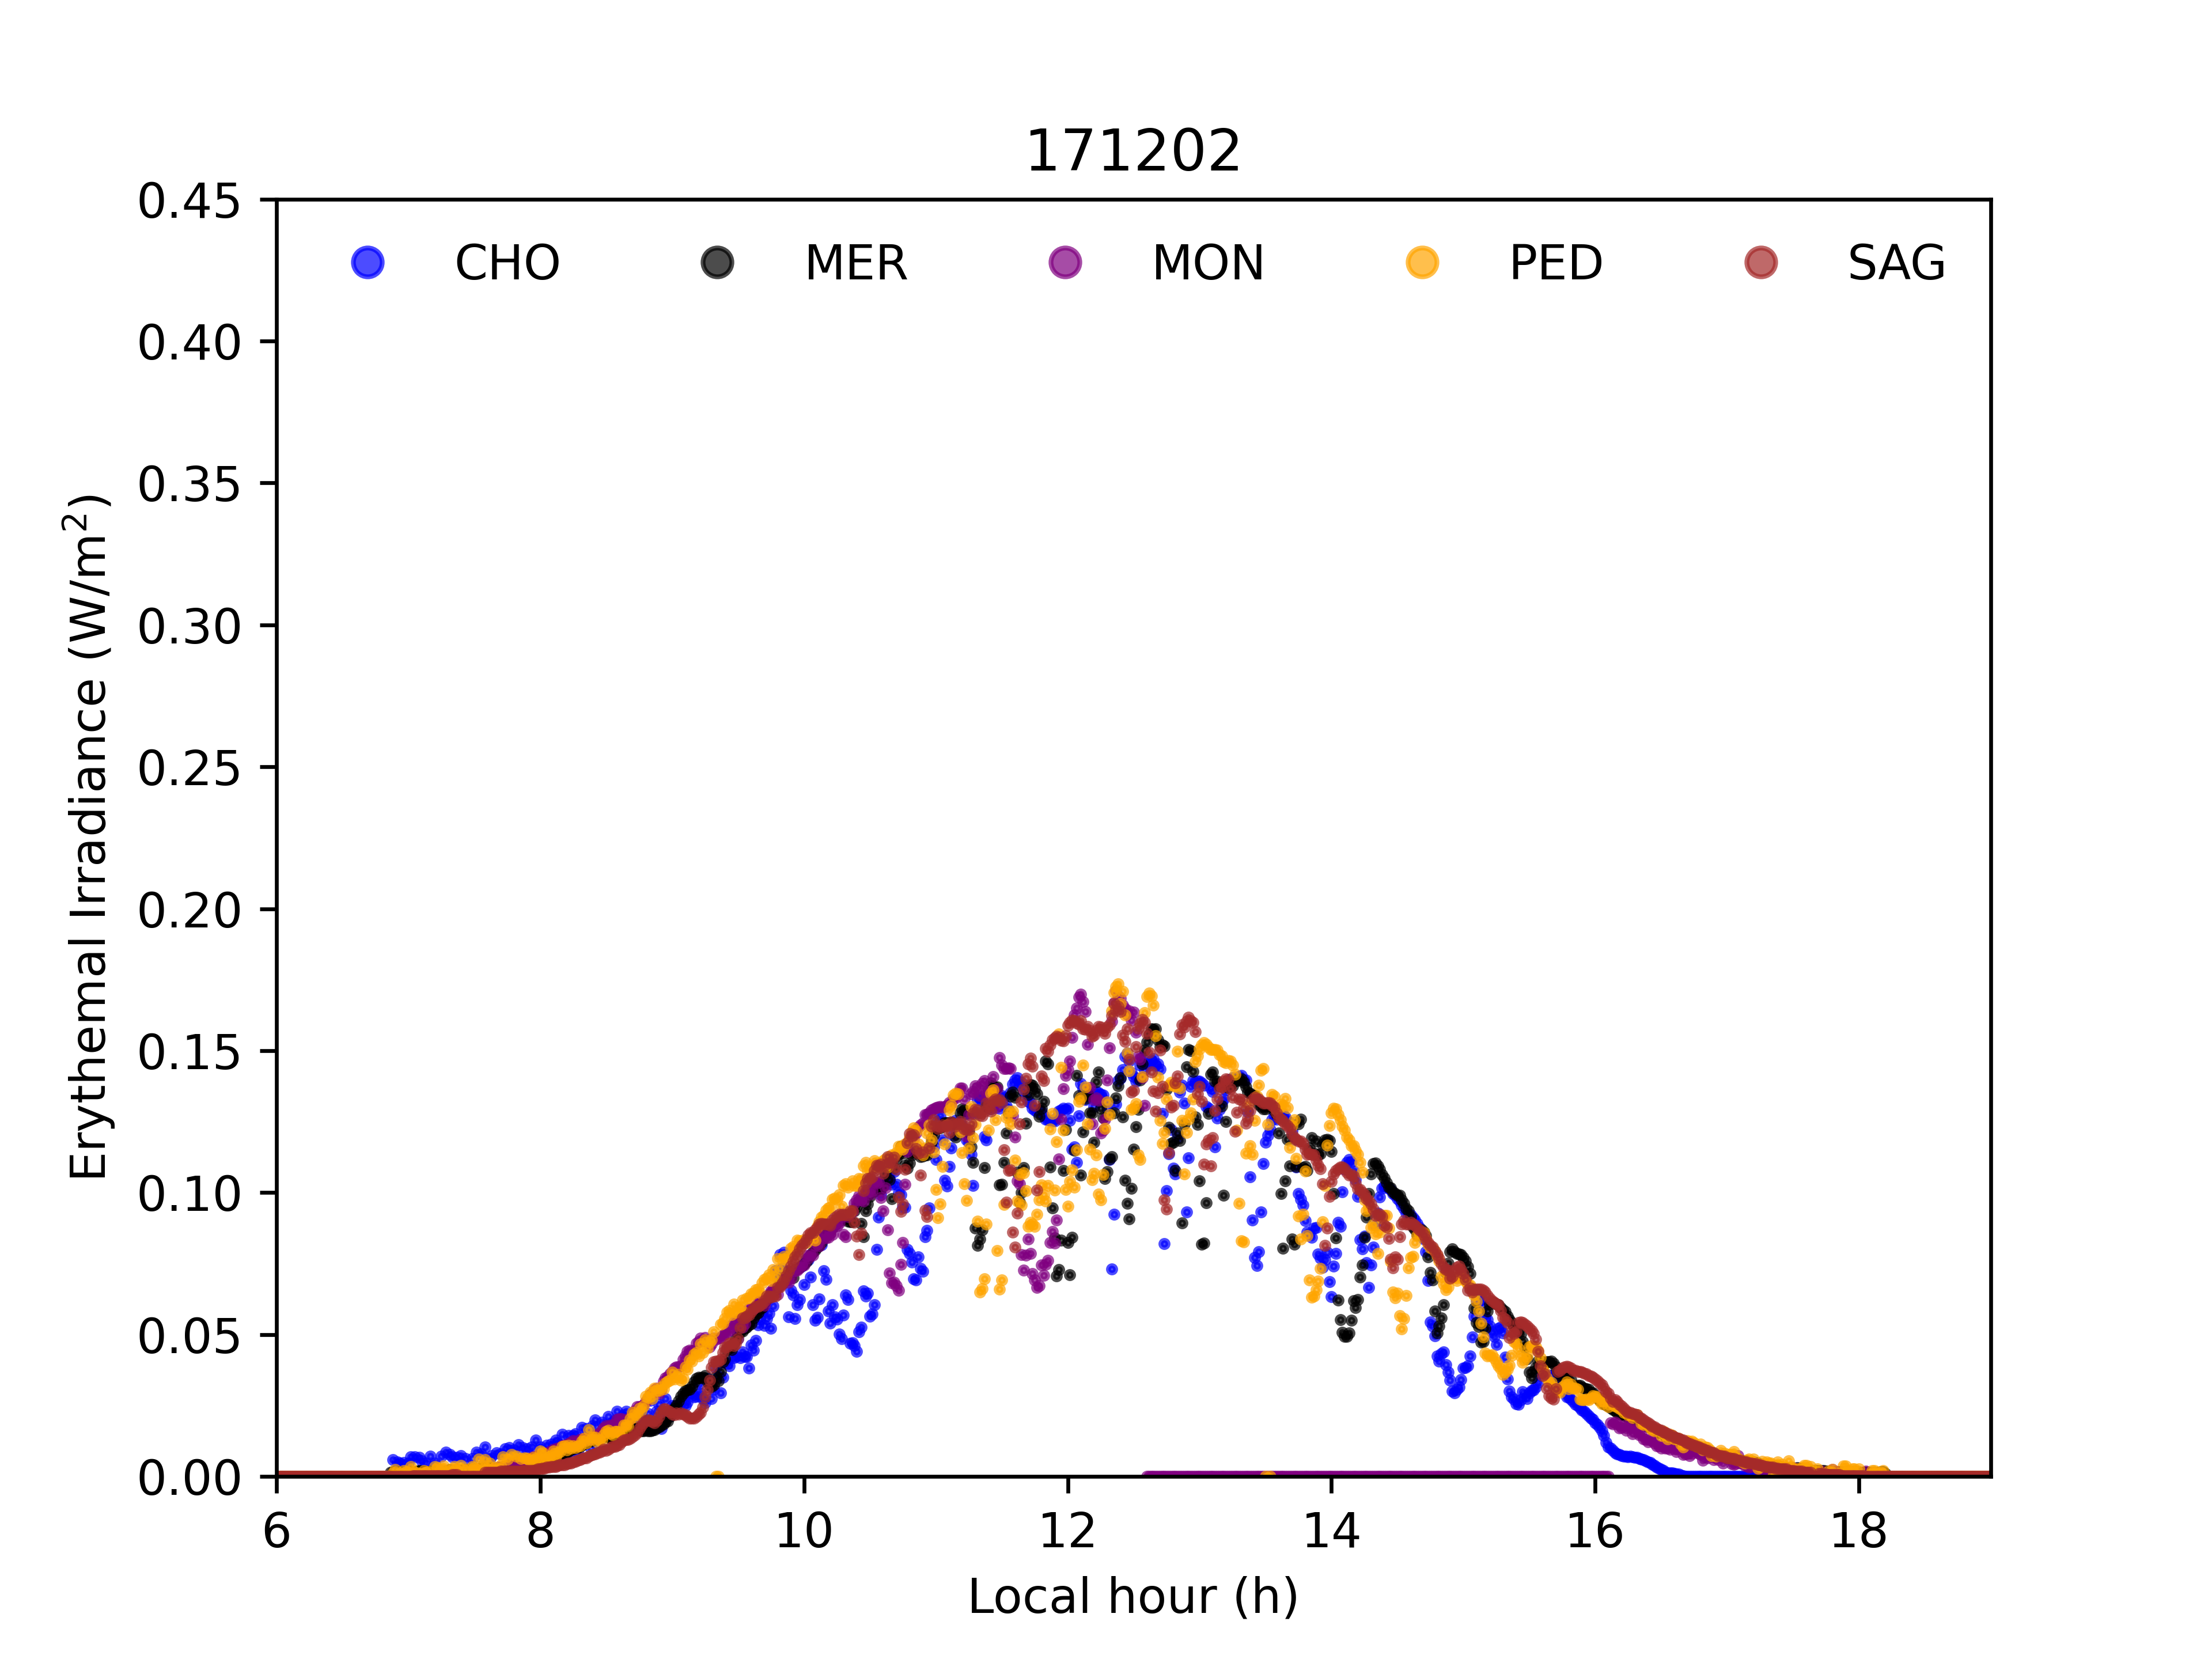 171202
CHO MER MON PED SAG
0.45
0.40
0.35
0.30
0.25
0.20
0.15
0.10
0.05
0.00
Erythemal Irradiance (W/m²)
6 8 10 12 14 16 18
Local hour (h)